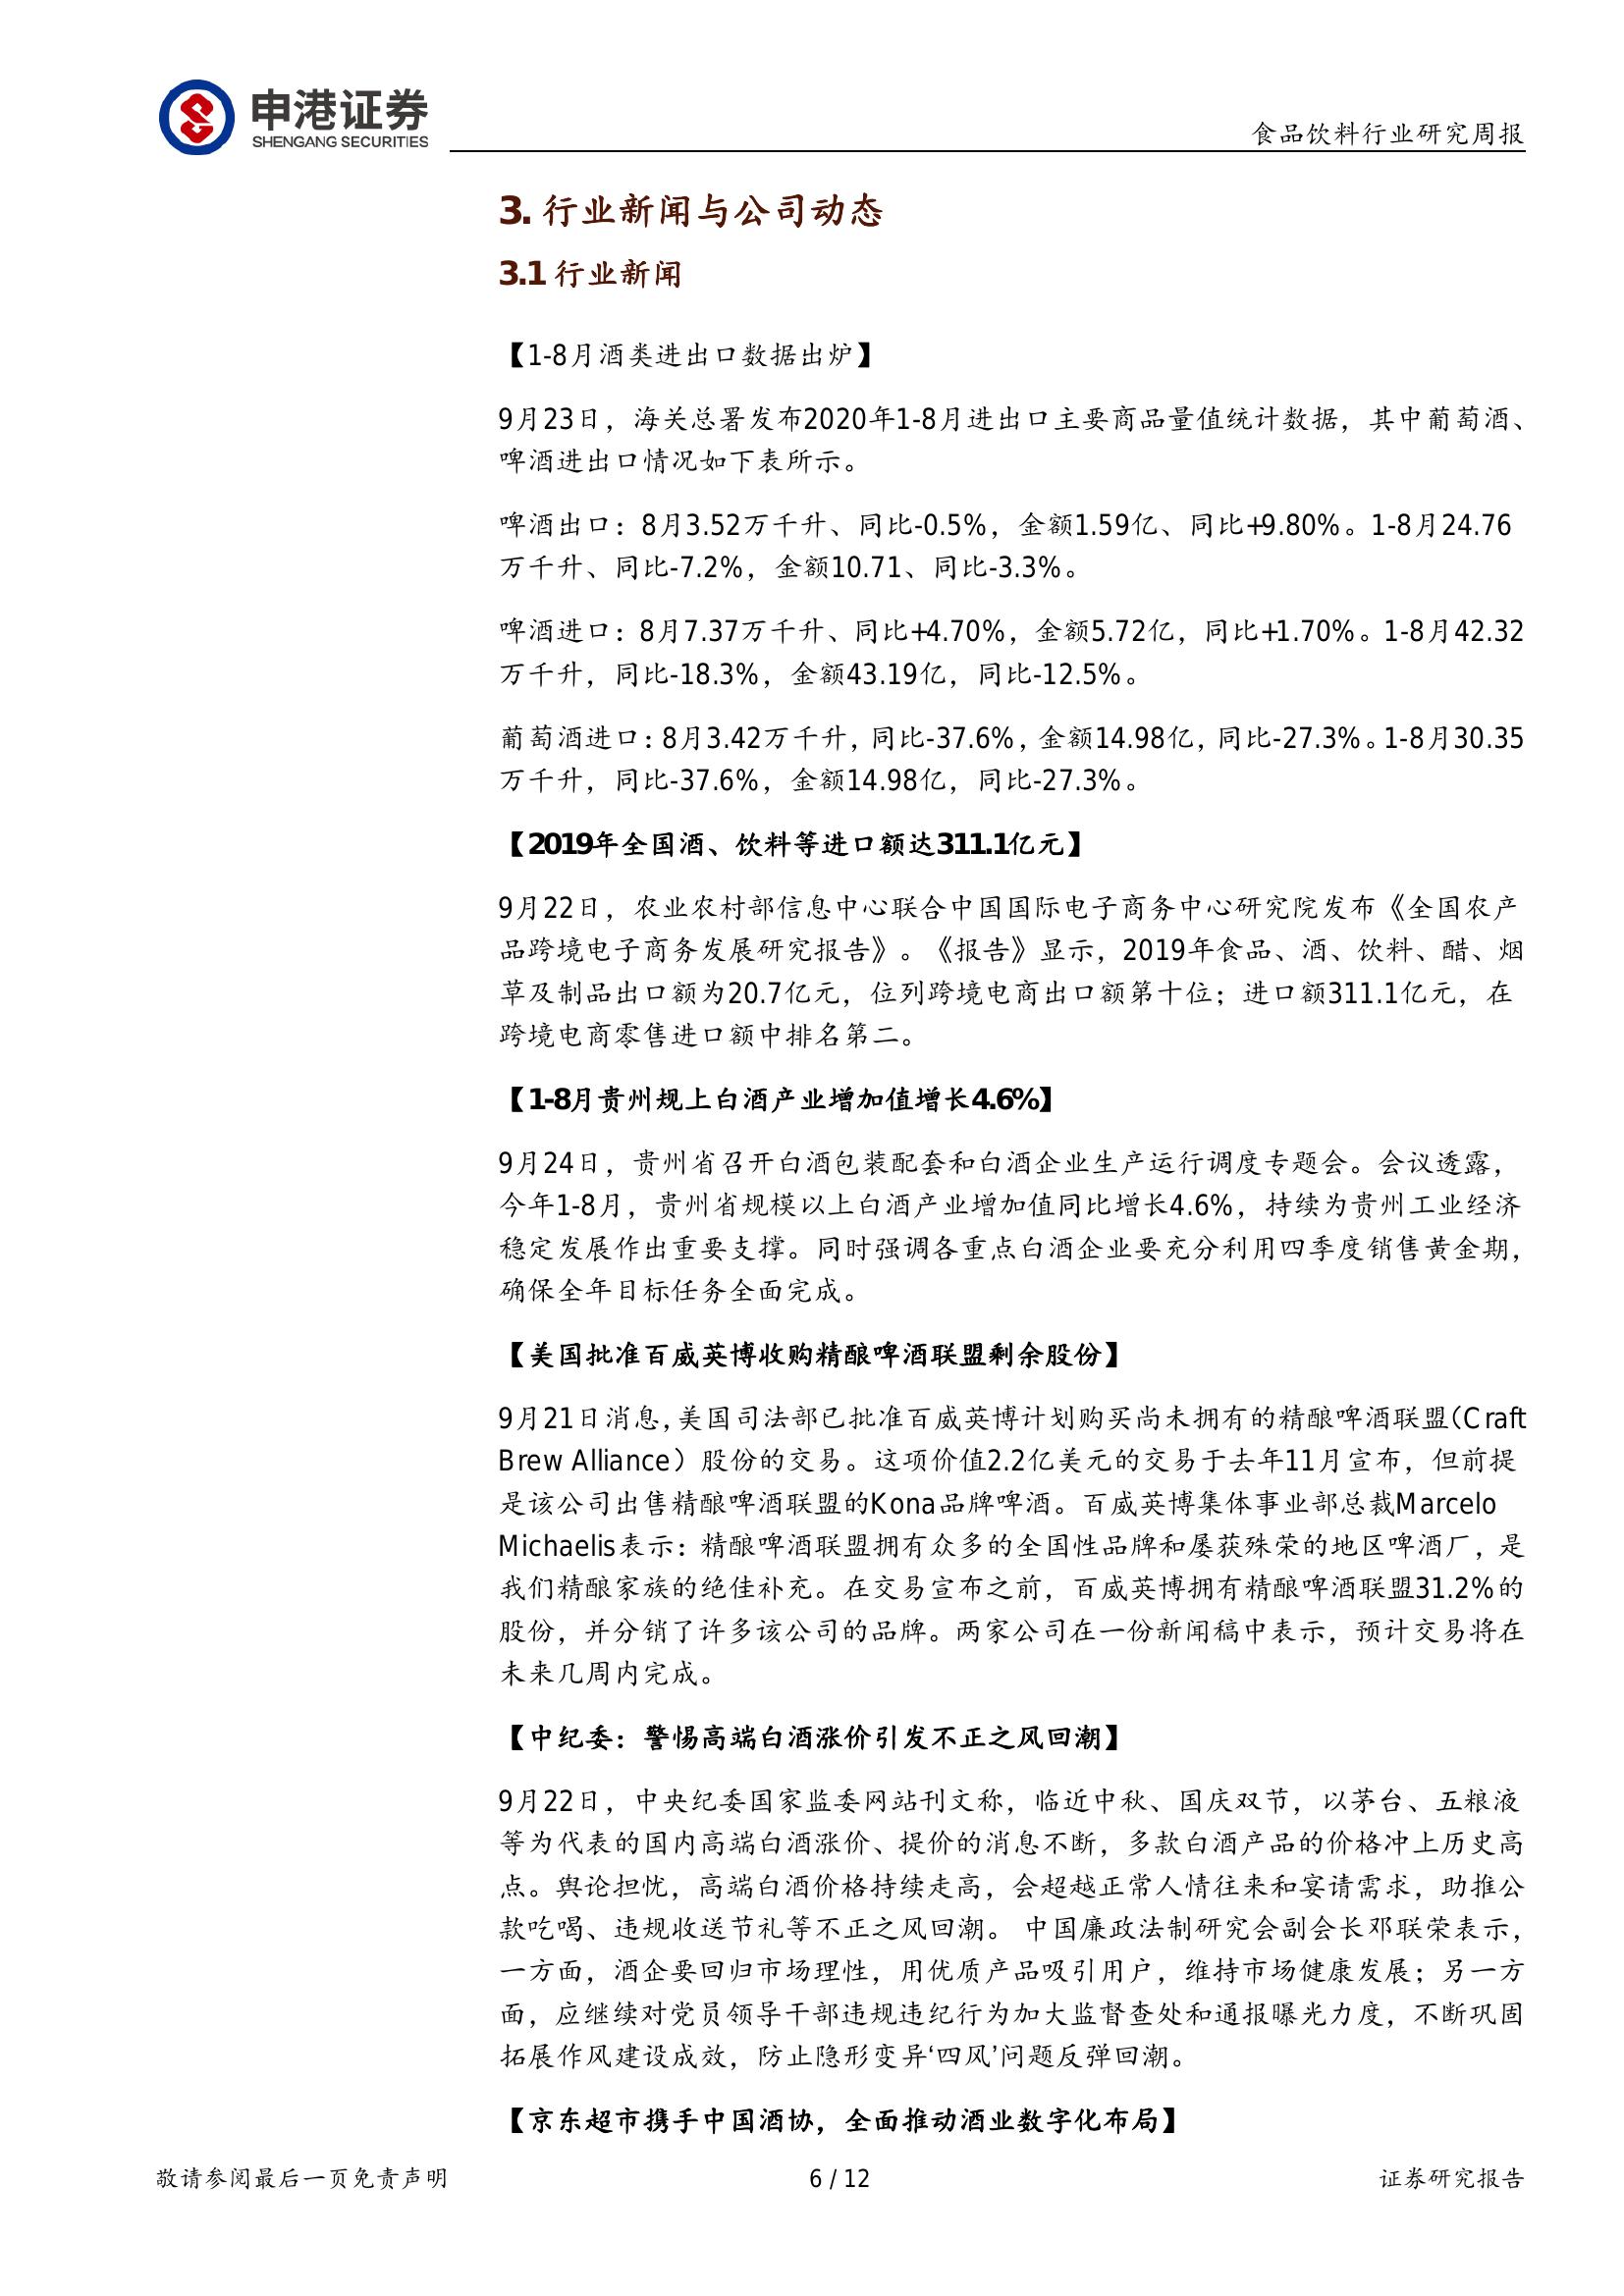 申港证券
SHENGANG SECURITIES
食品饮料行业研究周报
3. 行业新闻与公司动态
3.1 行业新闻
【1-8月酒类进出口数据出炉】
9月23日，海关总署发布2020年1-8月进出口主要商品量值统计数据，其中葡萄酒、
啤酒进出口情况如下表所示。
啤酒出口：8月3.52万千升、同比-0.5%，金额1.59亿、同比+9.80%。1-8月24.76
万千升、同比-7.2%，金额10.71、同比-3.3%。
啤酒进口：8月7.37万千升、同比+4.70%，金额5.72亿，同比+1.70%。1-8月42.32
万千升，同比-18.3%，金额43.19亿，同比-12.5%。
葡萄酒进口：8月3.42万千升，同比-37.6%，金额14.98亿，同比-27.3%。1-8月30.35
万千升，同比-37.6%，金额14.98亿，同比-27.3%。
【2019年全国酒、饮料等进口额达311.1亿元】
9月22日，农业农村部信息中心联合中国国际电子商务中心研究院发布《全国农产
品跨境电子商务发展研究报告》。《报告》显示，2019年食品、酒、饮料、醋、烟
草及制品出口额为20.7亿元，位列跨境电商出口额第十位；进口额311.1亿元，在
跨境电商零售进口额中排名第二。
【1-8月贵州规上白酒产业增加值增长4.6%】
9月24日，贵州省召开白酒包装配套和白酒企业生产运行调度专题会。会议透露，
今年1-8月，贵州省规模以上白酒产业增加值同比增长4.6%，持续为贵州工业经济
稳定发展作出重要支撑。同时强调各重点白酒企业要充分利用四季度销售黄金期，
确保全年目标任务全面完成。
【美国批准百威英博收购精酿啤酒联盟剩余股份】
9月21日消息，美国司法部已批准百威英博计划购买尚未拥有的精酿啤酒联盟（Craft
Brew Alliance）股份的交易。这项价值2.2亿美元的交易于去年11月宣布，但前提
是该公司出售精酿啤酒联盟的Kona品牌啤酒。百威英博集体事业部总裁Marcelo
Michaelis表示：精酿啤酒联盟拥有众多的全国性品牌和屡获殊荣的地区啤酒厂，是
我们精酿家族的绝佳补充。在交易宣布之前，百威英博拥有精酿啤酒联盟31.2%的
股份，并分销了许多该公司的品牌。两家公司在一份新闻稿中表示，预计交易将在
未来几周内完成。
【中纪委：警惕高端白酒涨价引发不正之风回潮】
9月22日，中央纪委国家监委网站刊文称，临近中秋、国庆双节，以茅台、五粮液
等为代表的国内高端白酒涨价、提价的消息不断，多款白酒产品的价格冲上历史高
点。舆论担忧，高端白酒价格持续走高，会超越正常人情往来和宴请需求，助推公
款吃喝、违规收送节礼等不正之风回潮。 中国廉政法制研究会副会长邓联荣表示，
一方面，酒企要回归市场理性，用优质产品吸引用户，维持市场健康发展；另一方
面，应继续对党员领导干部违规违纪行为加大监督查处和通报曝光力度，不断巩固
拓展作风建设成效，防止隐形变异‘四风’问题反弹回潮。
【京东超市携手中国酒协，全面推动酒业数字化布局】
敬请参阅最后一页免责声明
6 / 12
证券研究报告